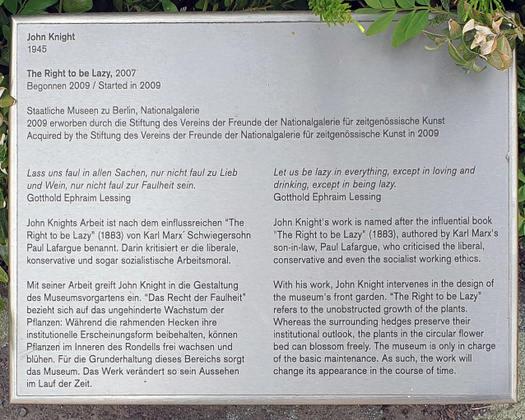 John Knight
1945
The Right to be Lazy, 2007
Begonnen 2009 / Started in 2009
Staatliche Museen zu Berlin, Nationalgalerie
2009 erworben durch die Stiftung des Vereins der Freunde der Nationalgalerie für zeitgenössische Kunst
Acquired by the Stiftung des Vereins der Freunde der Nationalgalerie für zeitgenössische Kunst in 2009
Lass uns faul in allen Sachen, nur nicht faul zu Lieb
und Wein, nur nicht faul zur Faulheit sein.
Gotthold Ephraim Lessing
John Knights Arbeit ist nach dem einflussreichen "The
Right to be Lazy" (1883) von Karl Marx´ Schwiegersohn
Paul Lafargue benannt. Darin kritisiert er die liberale,
konservative und sogar sozialistische Arbeitsmoral.
Mit seiner Arbeit greift John Knight in die Gestaltung
des Museumsvorgartens ein. "Das Recht der Faulheit"
bezieht sich auf das ungehinderte Wachstum der
Pflanzen: Während die rahmenden Hecken ihre
institutionelle Erscheinungsform beibehalten, können
Pflanzen im Inneren des Rondells frei wachsen und
blühen. Für die Grunderhaltung dieses Bereichs sorgt
das Museum. Das Werk verändert so sein Aussehen
im Lauf der Zeit.
Let us be lazy in everything, except in loving and
drinking, except in being lazy.
Gotthold Ephraim Lessing
John Knight's work is named after the influential book
"The Right to be Lazy" (1883), authored by Karl Marx's
son-in-law, Paul Lafargue, who criticised the liberal,
conservative and even the socialist working ethics.
With his work, John Knight intervenes in the design of
the museum's front garden. "The Right to be Lazy"
refers to the unobstructed growth of the plants.
Whereas the surrounding hedges preserve their
institutional outlook, the plants in the circular flower
bed can blossom freely. The museum is only in charge
of the basic maintenance. As such, the work will
change its appearance in the course of time.